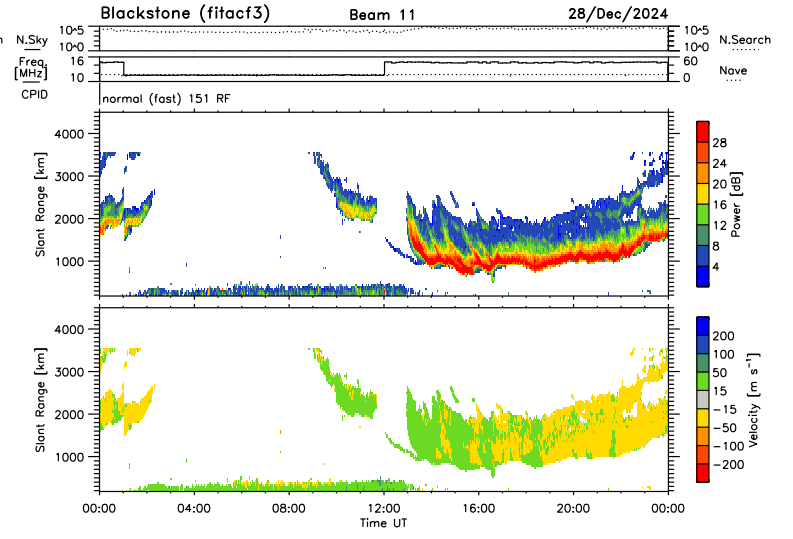 Blackstone (fitacf3) Beam 11 28/Dec/2024
n N.Sky 10^5 10^0 10^5 10^0 N.Search
Freq. [MHz] 16 10 60 0 Nave
CPID normal (fast) 151 RF
Slant Range [km] 4000 3000 2000 1000
28 24 20 16 12 8 4 Power [dB]
Slant Range [km] 4000 3000 2000 1000
200 100 50 15 -15 -50 -100 -200 Velocity [m s⁻¹]
00:00 04:00 08:00 12:00 16:00 20:00 00:00
Time UT